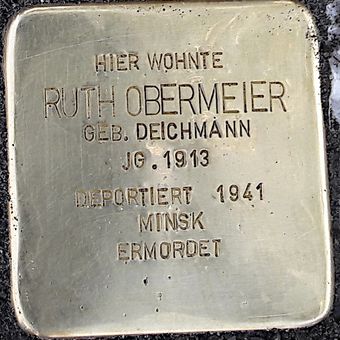 HIER WOHNTE
RUTH OBERMEIER
GEB. DEICHMANN
JG. 1913
DEPORTIERT 1941
MINSK
ERMORDET